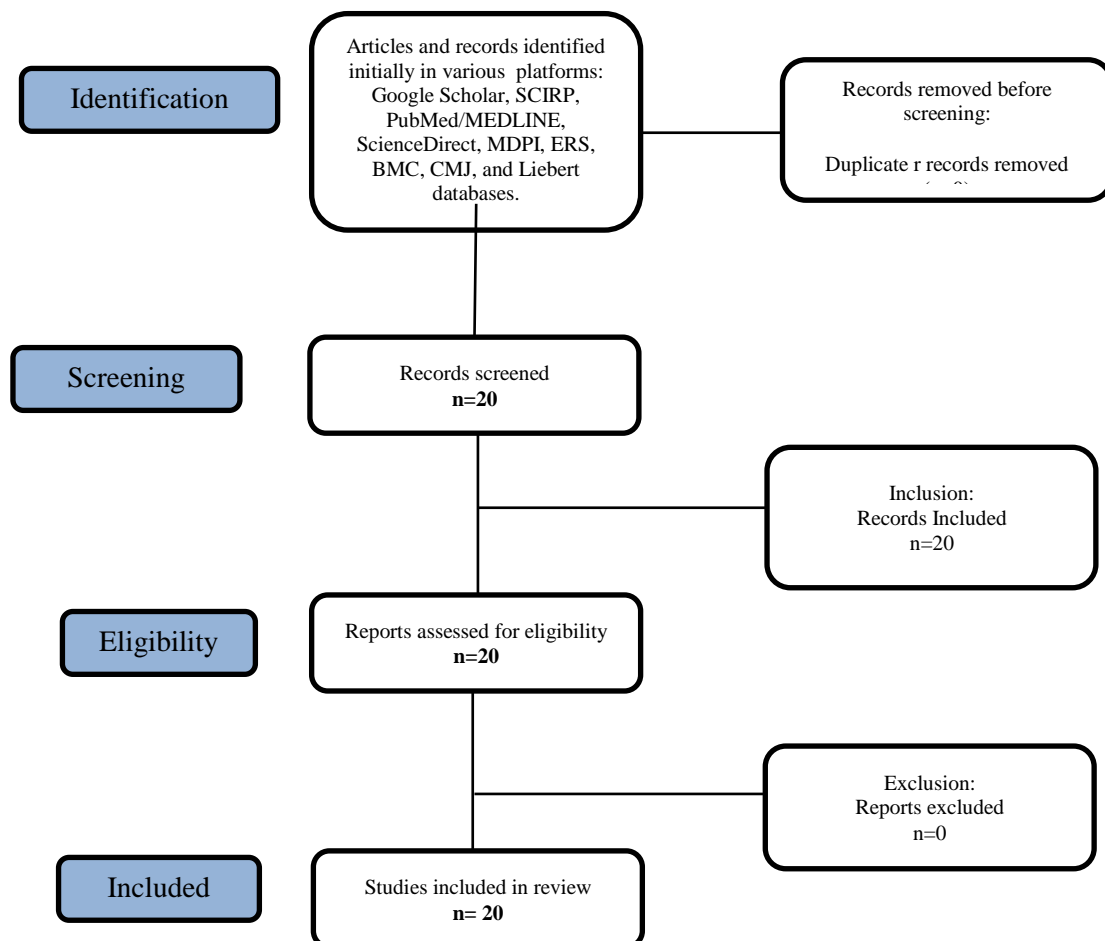 Identification
Articles and records identified
initially in various platforms:
Google Scholar, SCIRP,
PubMed/MEDLINE,
ScienceDirect, MDPI, ERS,
BMC, CMJ, and Liebert
databases.
Records removed before
screening:
Duplicate r records removed
Screening
Records screened
n=20
Inclusion:
Records Included
n=20
Eligibility
Reports assessed for eligibility
n=20
Exclusion:
Reports excluded
n=0
Included
Studies included in review
n= 20